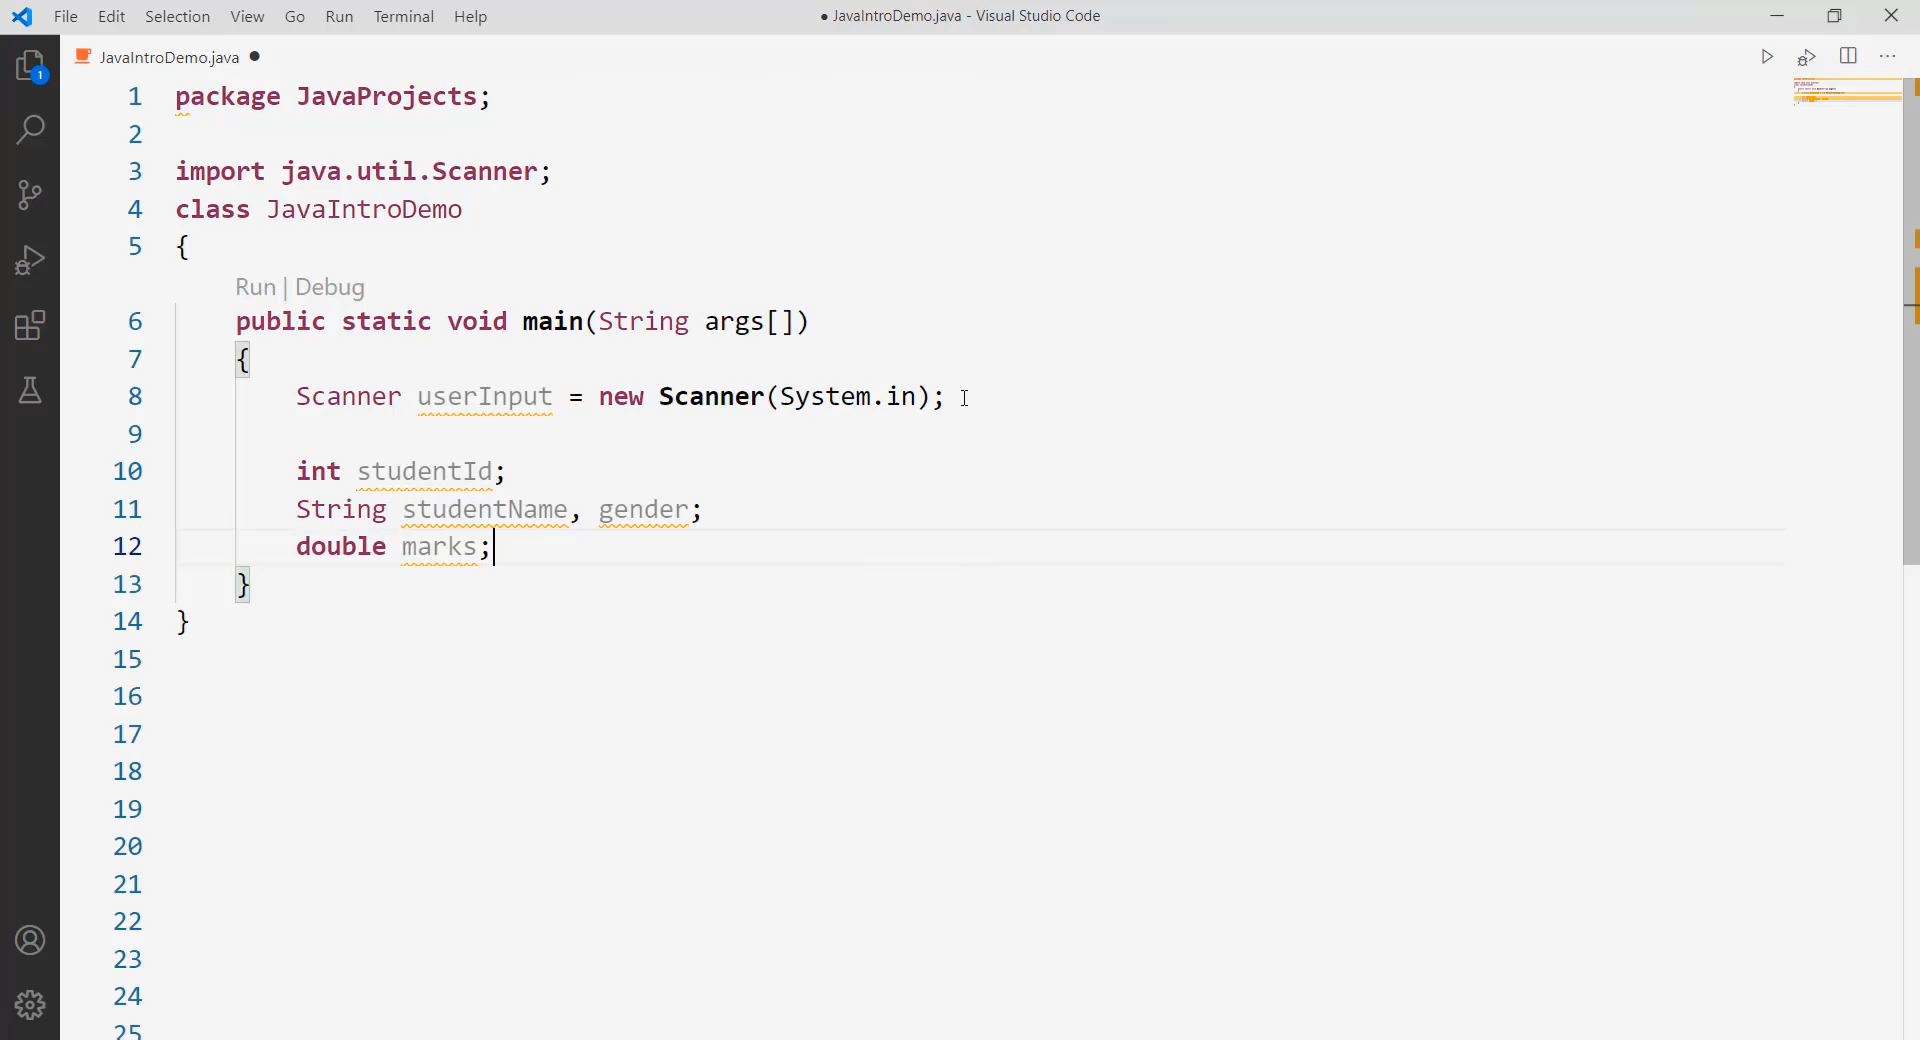 File Edit Selection View Go Run Terminal Help
● JavaIntroDemo.java - Visual Studio Code
1
JavaIntroDemo.java ●
1 package JavaProjects;
2
3 import java.util.Scanner;
4 class JavaIntroDemo
5 {
Run | Debug
6 public static void main(String args[])
7 {
8 Scanner userInput = new Scanner(System.in);
9
10 int studentId;
11 String studentName, gender;
12 double marks;
13 }
14 }
15
16
17
18
19
20
21
22
23
24
25